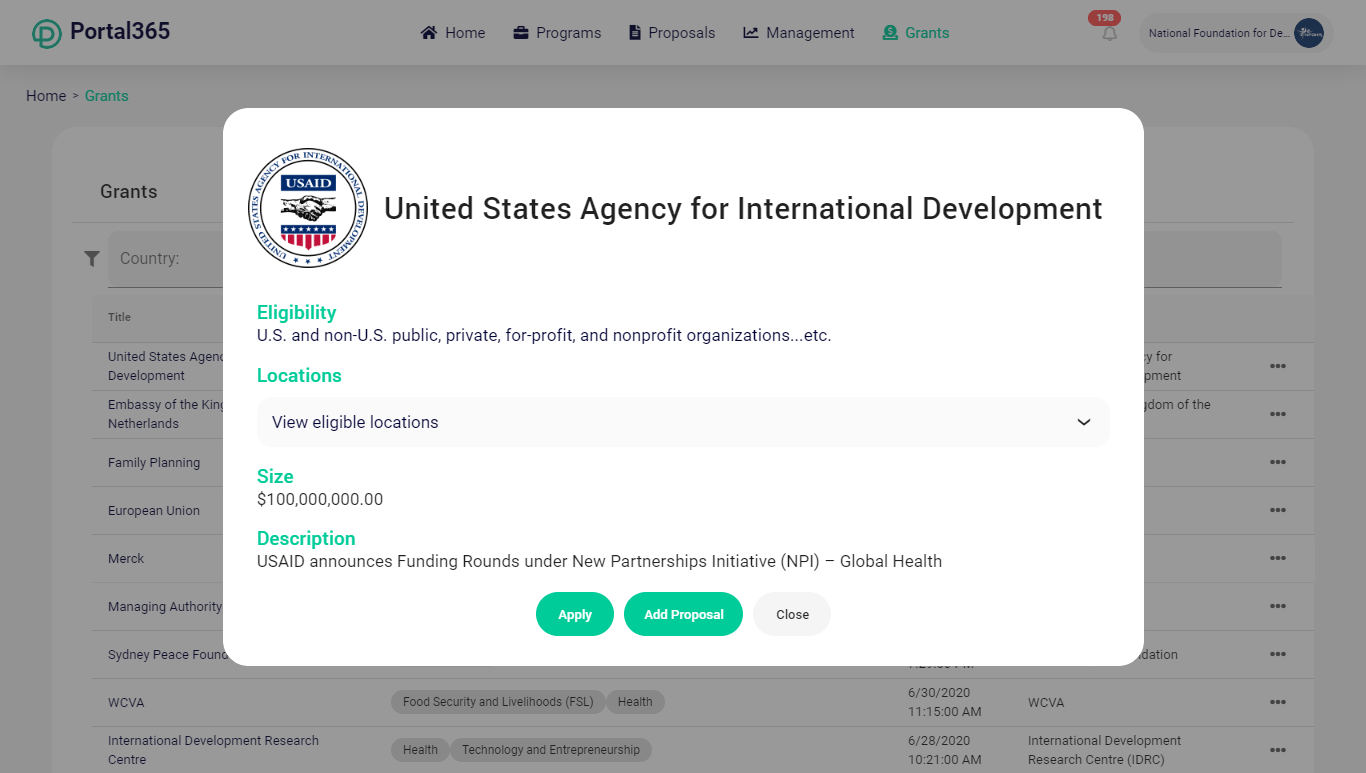 Portal365
Home
Programs
Proposals
Management
Grants
198
National Foundation for De...
Home > Grants
Grants
Country:
Title
UNITED STATES AGENCY FOR INTERNATIONAL DEVELOPMENT
USAID
United States Agency for International Development
Eligibility
U.S. and non-U.S. public, private, for-profit, and nonprofit organizations...etc.
Locations
View eligible locations
Size
$100,000,000.00
Description
USAID announces Funding Rounds under New Partnerships Initiative (NPI) – Global Health
Apply
Add Proposal
Close
United States Agenc
Development
Embassy of the King
Netherlands
gdom of the
Family Planning
European Union
Merck
Managing Authority
Sydney Peace Found
dation
WCVA
Food Security and Livelihoods (FSL)
Health
6/30/2020
11:15:00 AM
WCVA
International Development Research
Centre
Health
Technology and Entrepreneurship
6/28/2020
10:21:00 AM
International Development
Research Centre (IDRC)